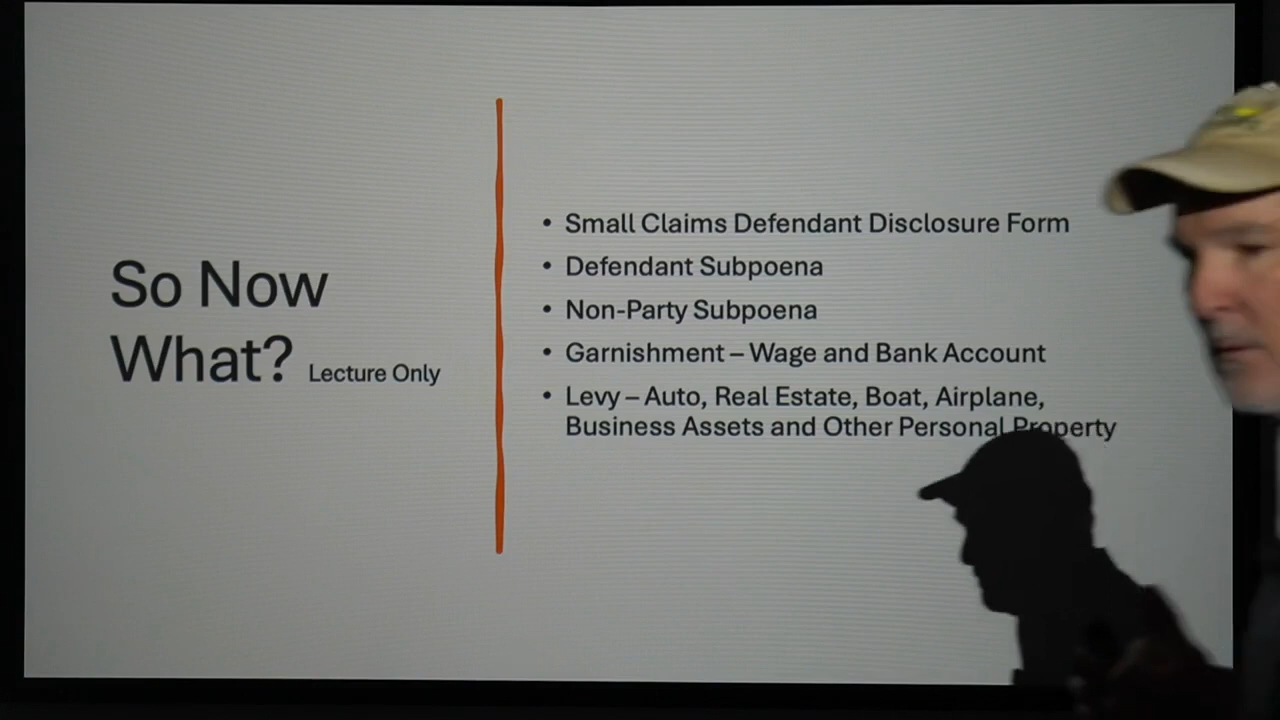 So Now
What? Lecture Only
• Small Claims Defendant Disclosure Form
• Defendant Subpoena
• Non-Party Subpoena
• Garnishment – Wage and Bank Account
• Levy – Auto, Real Estate, Boat, Airplane,
Business Assets and Other Personal Property